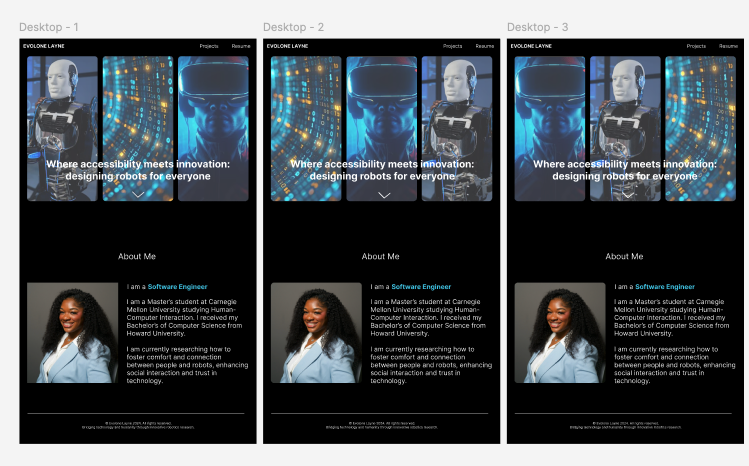 Desktop - 1
EVOLONE LAYNE
Projects
Resume
Where accessibility meets innovation:
designing robots for everyone
About Me
I am a Software Engineer
I am a Master's student at Carnegie
Mellon University studying Human-
Computer Interaction. I received my
Bachelor's of Computer Science from
Howard University.
I am currently researching how to
foster comfort and connection
between people and robots, enhancing
social interaction and trust in
technology.
© Evolone Layne 2024. All rights reserved.
Bridging technology and humanity through innovative robotics research.
Desktop - 2
EVOLONE LAYNE
Projects
Resume
Where accessibility meets innovation:
designing robots for everyone
About Me
I am a Software Engineer
I am a Master's student at Carnegie
Mellon University studying Human-
Computer Interaction. I received my
Bachelor's of Computer Science from
Howard University.
I am currently researching how to
foster comfort and connection
between people and robots, enhancing
social interaction and trust in
technology.
© Evolone Layne 2024. All rights reserved.
Bridging technology and humanity through innovative robotics research.
Desktop - 3
EVOLONE LAYNE
Projects
Resume
Where accessibility meets innovation:
designing robots for everyone
About Me
I am a Software Engineer
I am a Master's student at Carnegie
Mellon University studying Human-
Computer Interaction. I received my
Bachelor's of Computer Science from
Howard University.
I am currently researching how to
foster comfort and connection
between people and robots, enhancing
social interaction and trust in
technology.
© Evolone Layne 2024. All rights reserved.
Bridging technology and humanity through innovative robotics research.